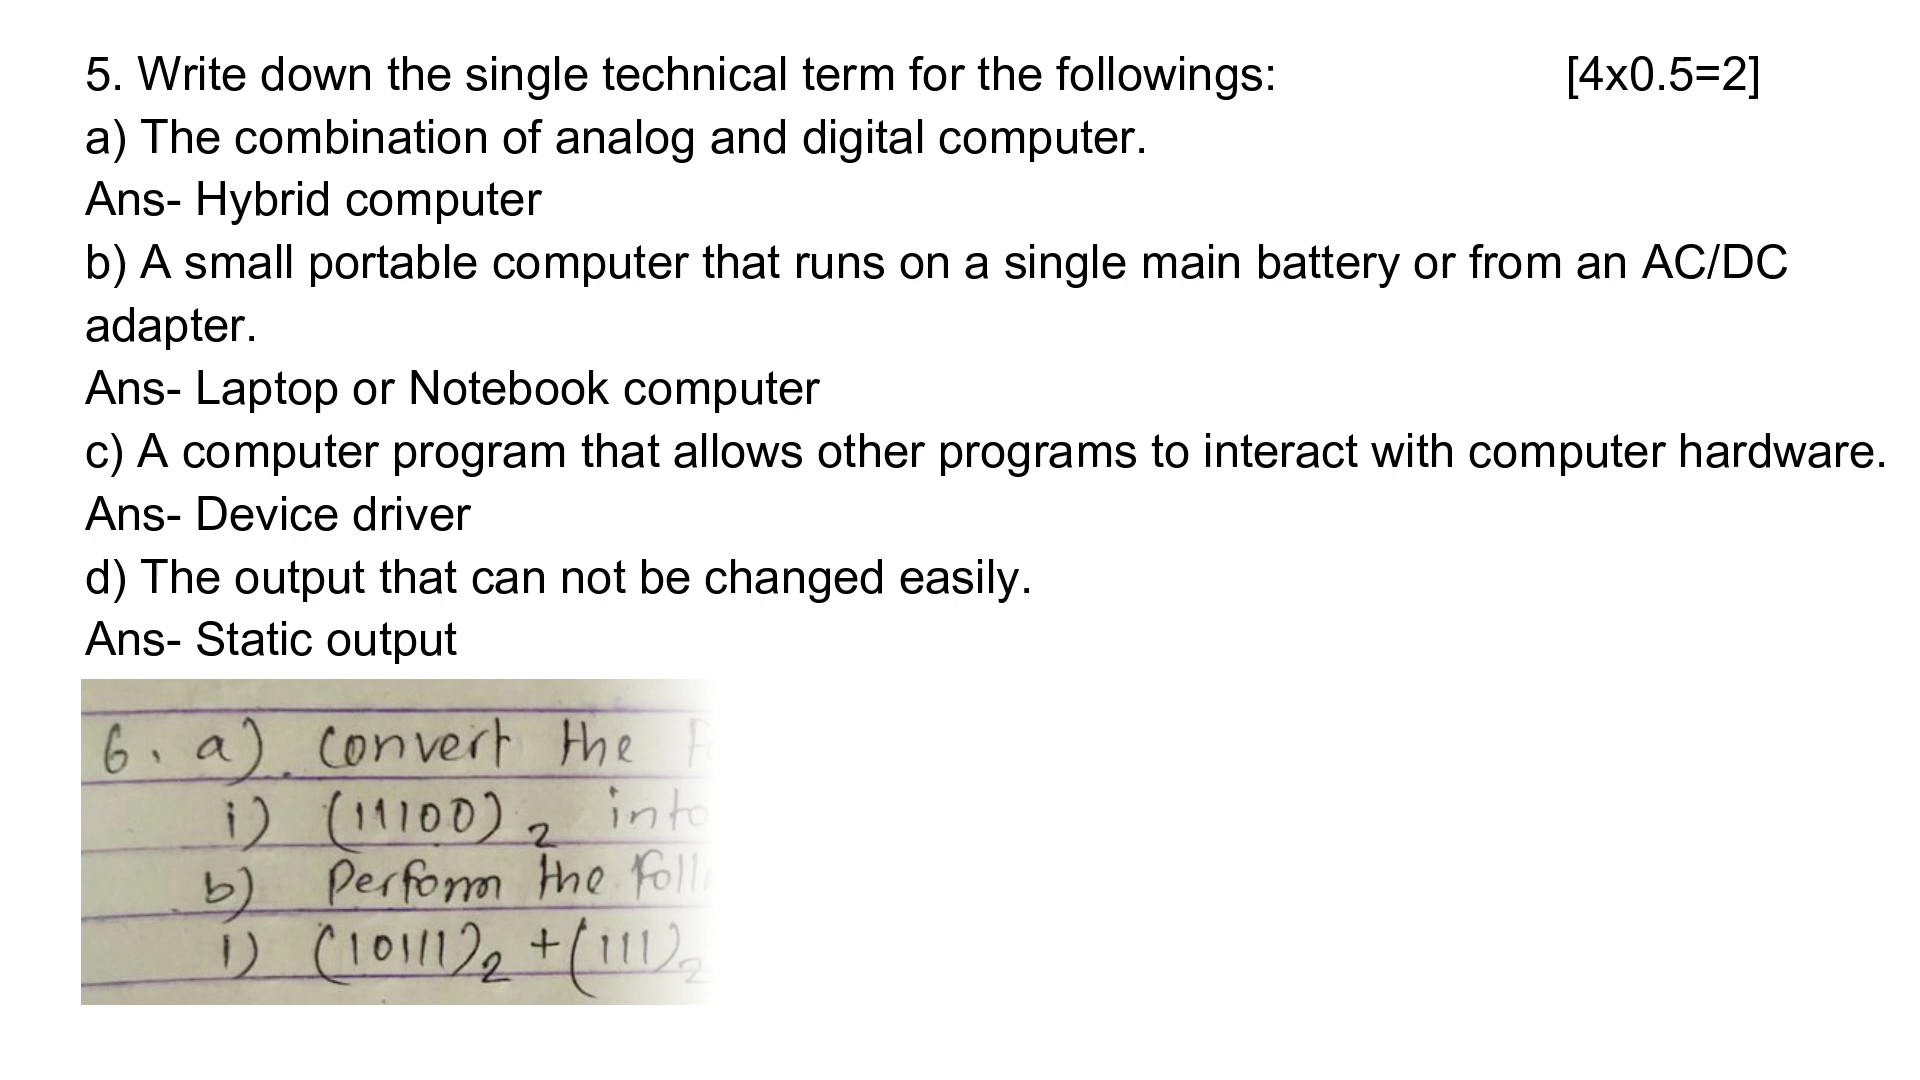 5. Write down the single technical term for the followings: [4x0.5=2]
a) The combination of analog and digital computer.
Ans- Hybrid computer
b) A small portable computer that runs on a single main battery or from an AC/DC
adapter.
Ans- Laptop or Notebook computer
c) A computer program that allows other programs to interact with computer hardware.
Ans- Device driver
d) The output that can not be changed easily.
Ans- Static output
6. a). Convert the
i) (11100)2 into
b) Perform the
i) (10111)2 + (111)2